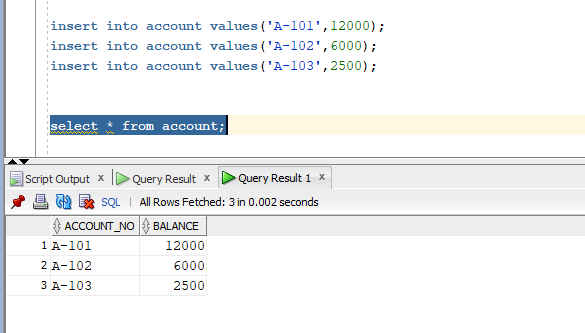 insert into account values('A-101',12000);
insert into account values('A-102',6000);
insert into account values('A-103',2500);
select * from account;
Script Output x Query Result x Query Result 1 x
SQL | All Rows Fetched: 3 in 0.002 seconds
ACCOUNT_NO BALANCE
1 A-101 12000
2 A-102 6000
3 A-103 2500